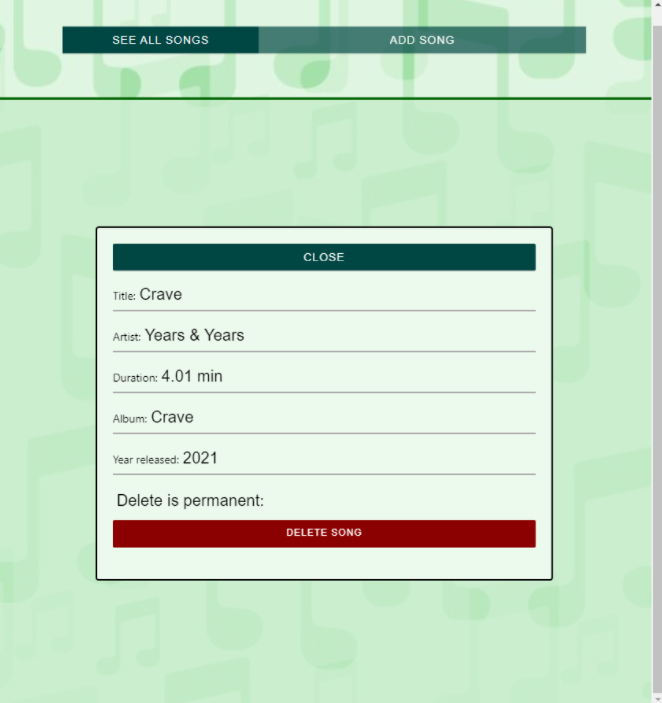 SEE ALL SONGS ADD SONG
CLOSE
Title: Crave
Artist: Years & Years
Duration: 4.01 min
Album: Crave
Year released: 2021
Delete is permanent:
DELETE SONG